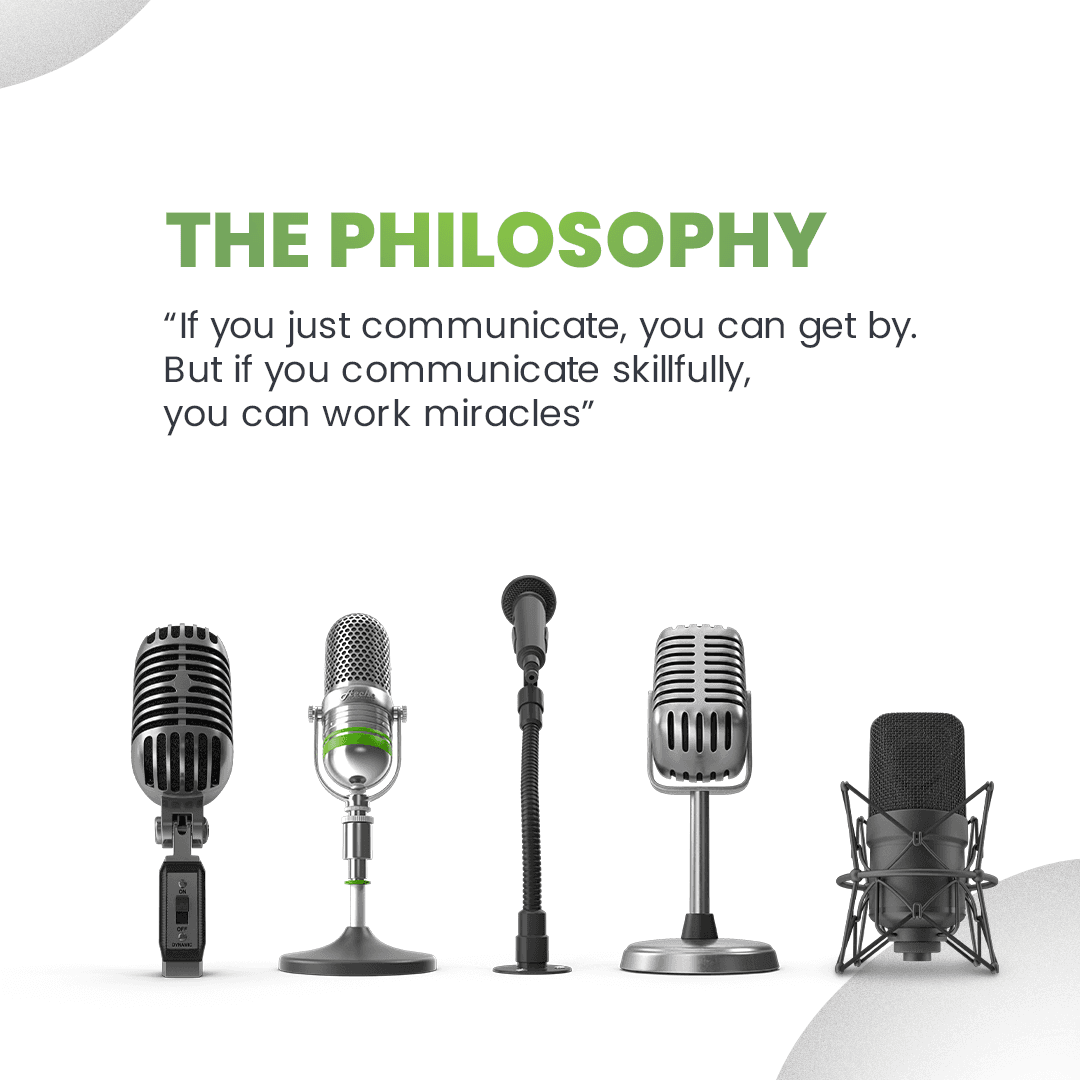 THE PHILOSOPHY
“If you just communicate, you can get by.
But if you communicate skillfully,
you can work miracles”
ON
OFF
DYNAMIC